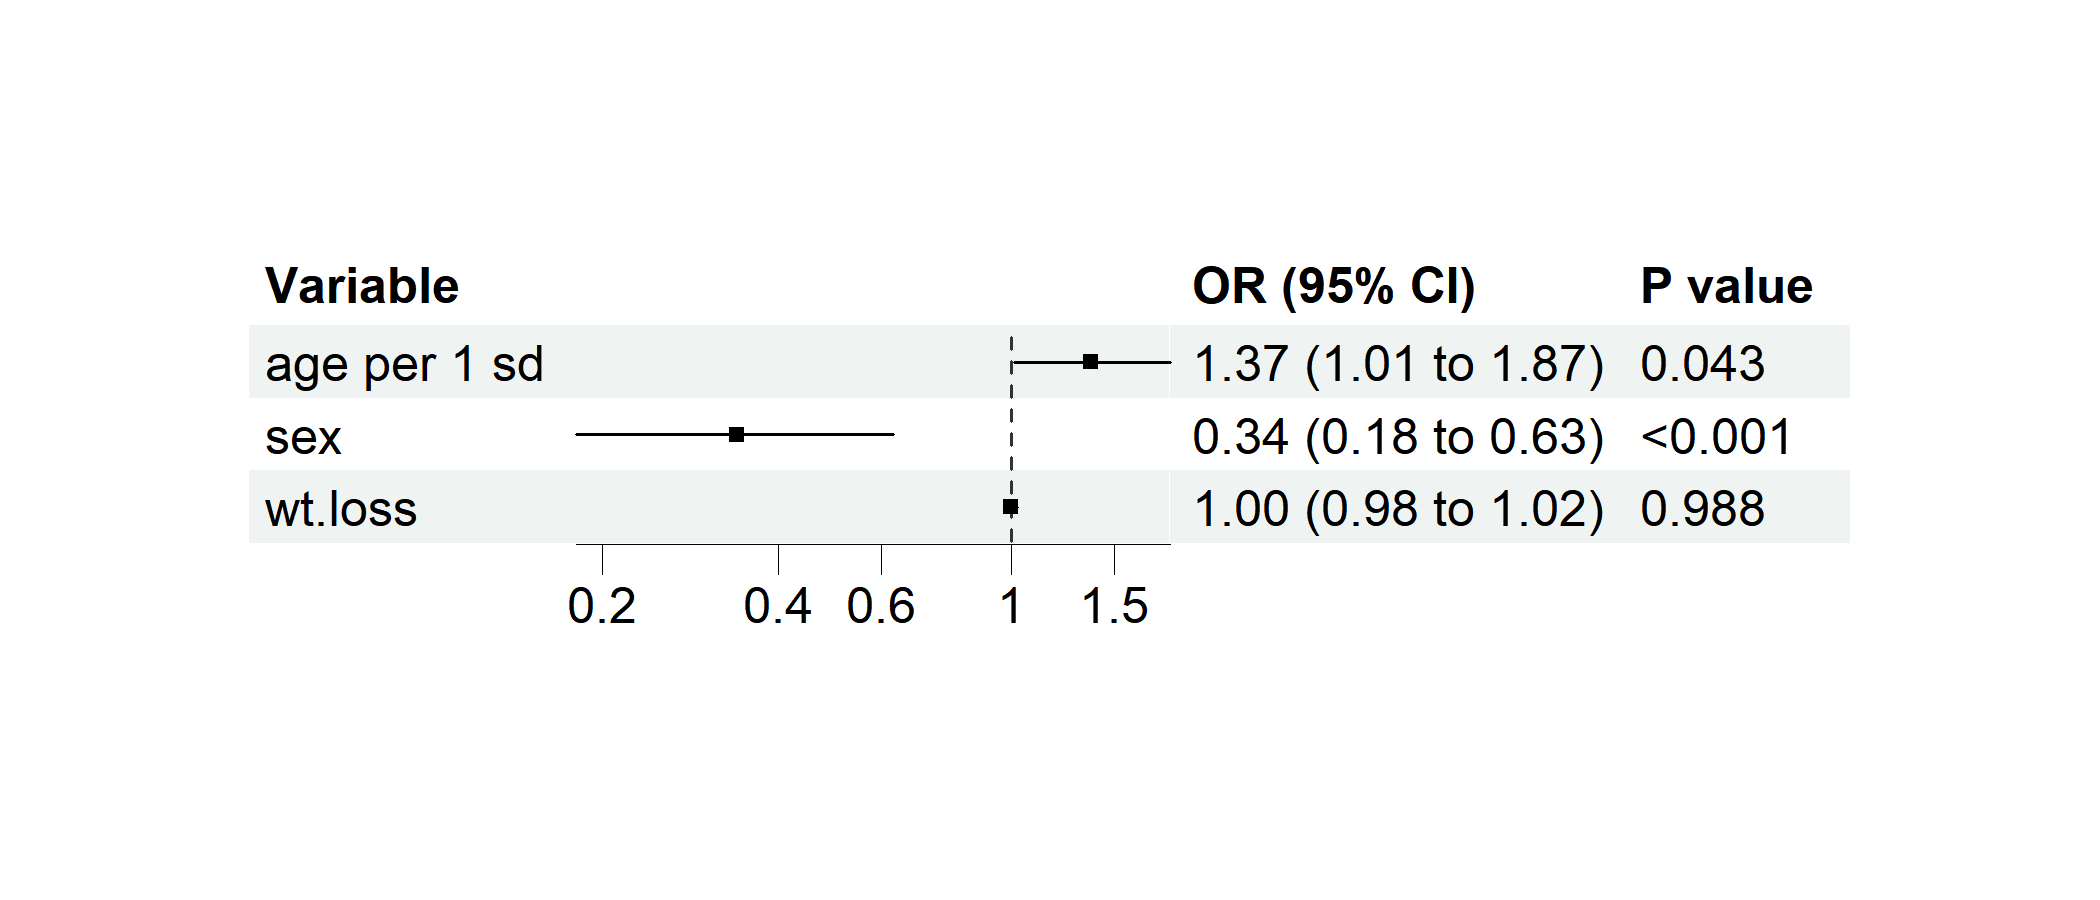 Variable OR (95% CI) P value
age per 1 sd 1.37 (1.01 to 1.87) 0.043
sex 0.34 (0.18 to 0.63) <0.001
wt.loss 1.00 (0.98 to 1.02) 0.988
0.2 0.4 0.6 1 1.5